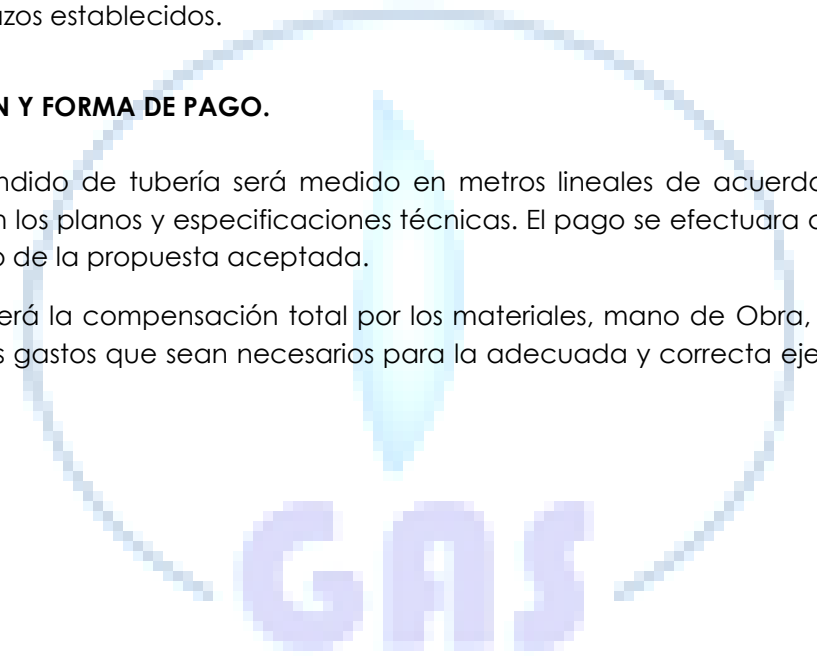 azos establecidos.
N Y FORMA DE PAGO.
ndido de tubería será medido en metros lineales de acuerdo
n los planos y especificaciones técnicas. El pago se efectuara
o de la propuesta aceptada.
erá la compensación total por los materiales, mano de Obra,
s gastos que sean necesarios para la adecuada y correcta eje
GAS